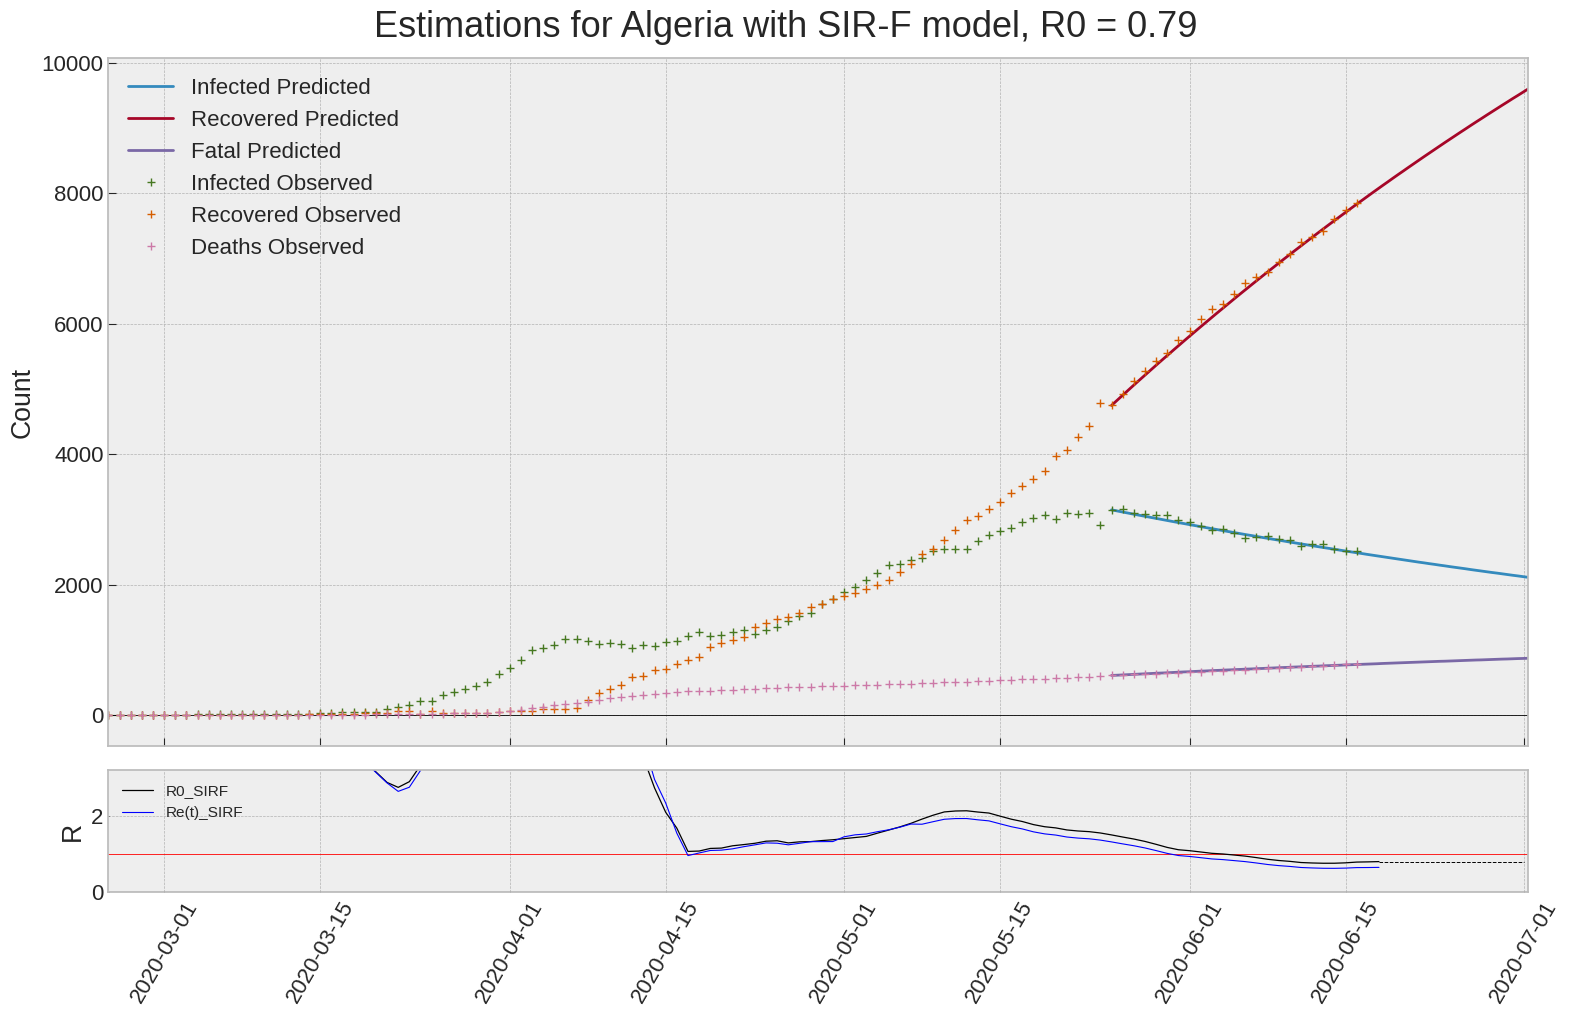 Estimations for Algeria with SIR-F model, R0 = 0.79
10000
8000
6000
4000
2000
0
Count
Infected Predicted
Recovered Predicted
Fatal Predicted
Infected Observed
Recovered Observed
Deaths Observed
R0_SIRF
Re(t)_SIRF
2
0
R
2020-03-01
2020-03-15
2020-04-01
2020-04-15
2020-05-01
2020-05-15
2020-06-01
2020-06-15
2020-07-01